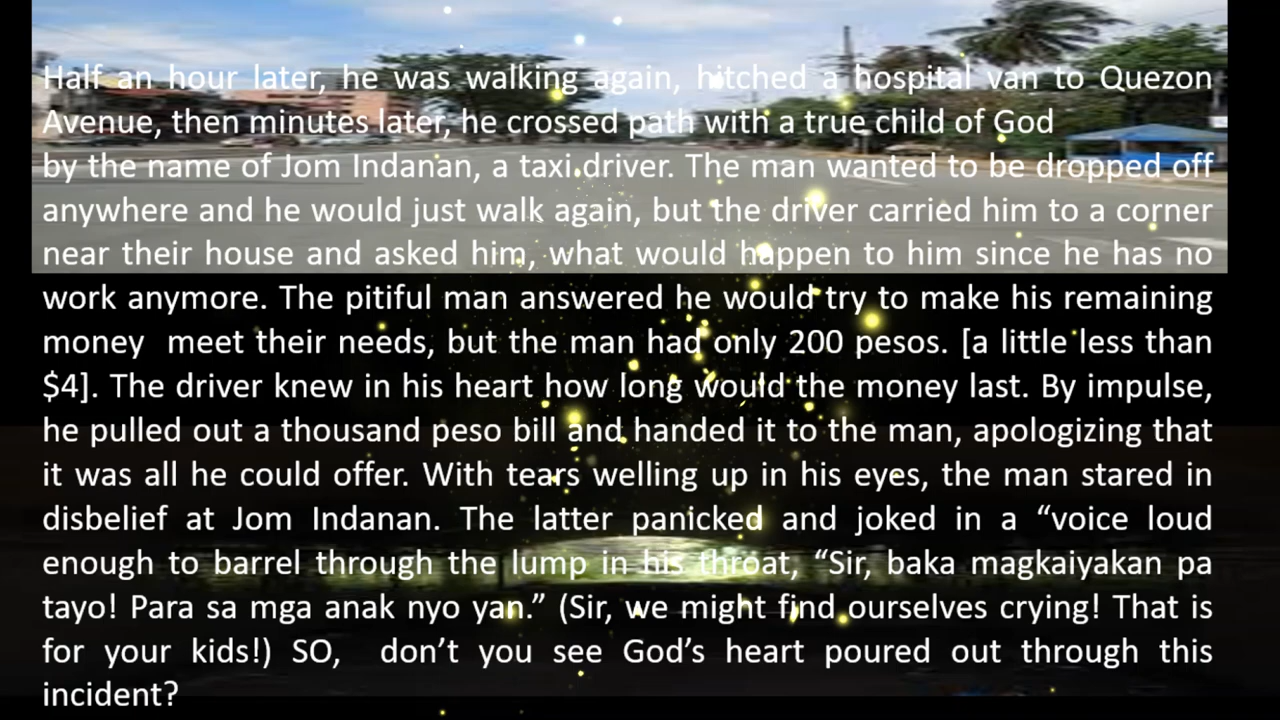 Half an hour later, he was walking again, hitched a hospital van to Quezon
Avenue, then minutes later, he crossed path with a true child of God
by the name of Jom Indanan, a taxi driver. The man wanted to be dropped off
anywhere and he would just walk again, but the driver carried him to a corner
near their house and asked him, what would happen to him since he has no
work anymore. The pitiful man answered he would try to make his remaining
money meet their needs, but the man had only 200 pesos. [a little less than
$4]. The driver knew in his heart how long would the money last. By impulse,
he pulled out a thousand peso bill and handed it to the man, apologizing that
it was all he could offer. With tears welling up in his eyes, the man stared in
disbelief at Jom Indanan. The latter panicked and joked in a “voice loud
enough to barrel through the lump in his throat, “Sir, baka magkaiyakan pa
tayo! Para sa mga anak nyo yan.” (Sir, we might find ourselves crying! That is
for your kids!) SO, don’t you see God’s heart poured out through this
incident?